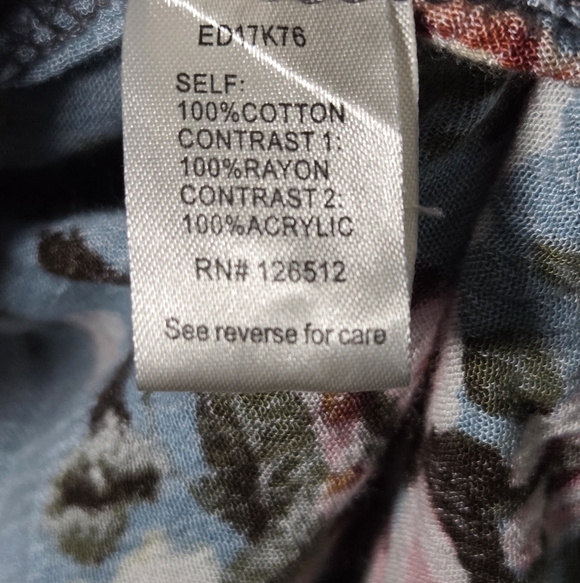 ED17K76
SELF:
100%COTTON
CONTRAST 1:
100%RAYON
CONTRAST 2:
100%ACRYLIC
RN# 126512
See reverse for care